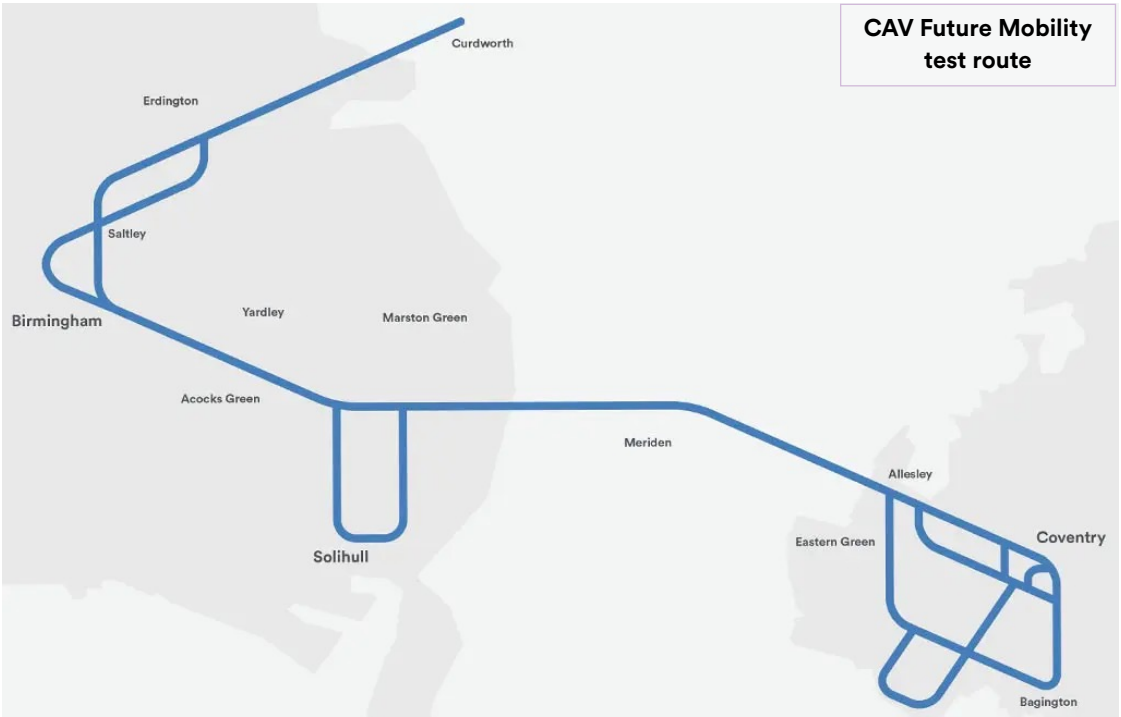 CAV Future Mobility
test route
Curdworth
Erdington
Saltley
Birmingham
Yardley
Marston Green
Acocks Green
Meriden
Solihull
Allesley
Eastern Green
Coventry
Bagington